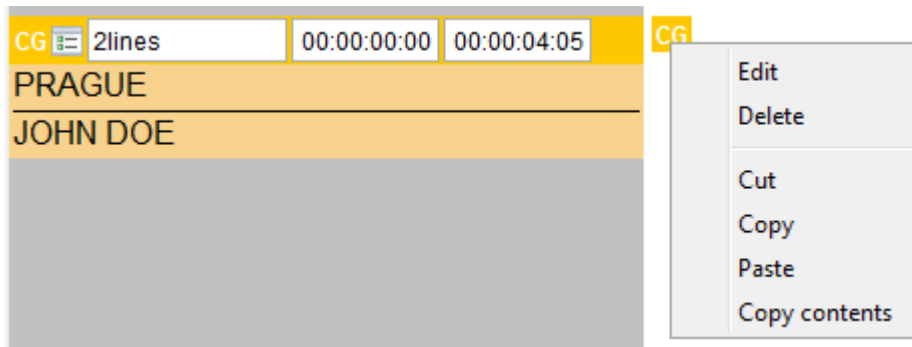 CG 2lines 00:00:00:00 00:00:04:05
PRAGUE
JOHN DOE
CG
Edit
Delete
Cut
Copy
Paste
Copy contents